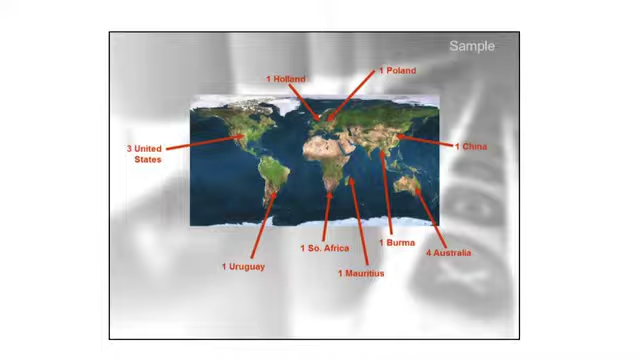 Sample
1 Poland
1 Holland
3 United
States
1 China
1 So. Africa
1 Burma
4 Australia
1 Uruguay
1 Mauritius